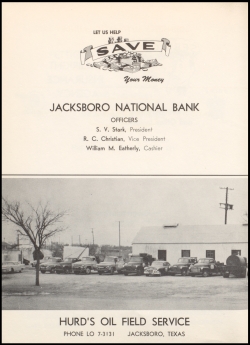 LET US HELP
SAVE
Your Money
JACKSBORO NATIONAL BANK
OFFICERS
S. V. Stark, President
R. C. Christian, Vice President
William M. Eatherly, Cashier
HURD'S OIL FIELD SERVICE
PHONE LO 7-3131 JACKSBORO, TEXAS